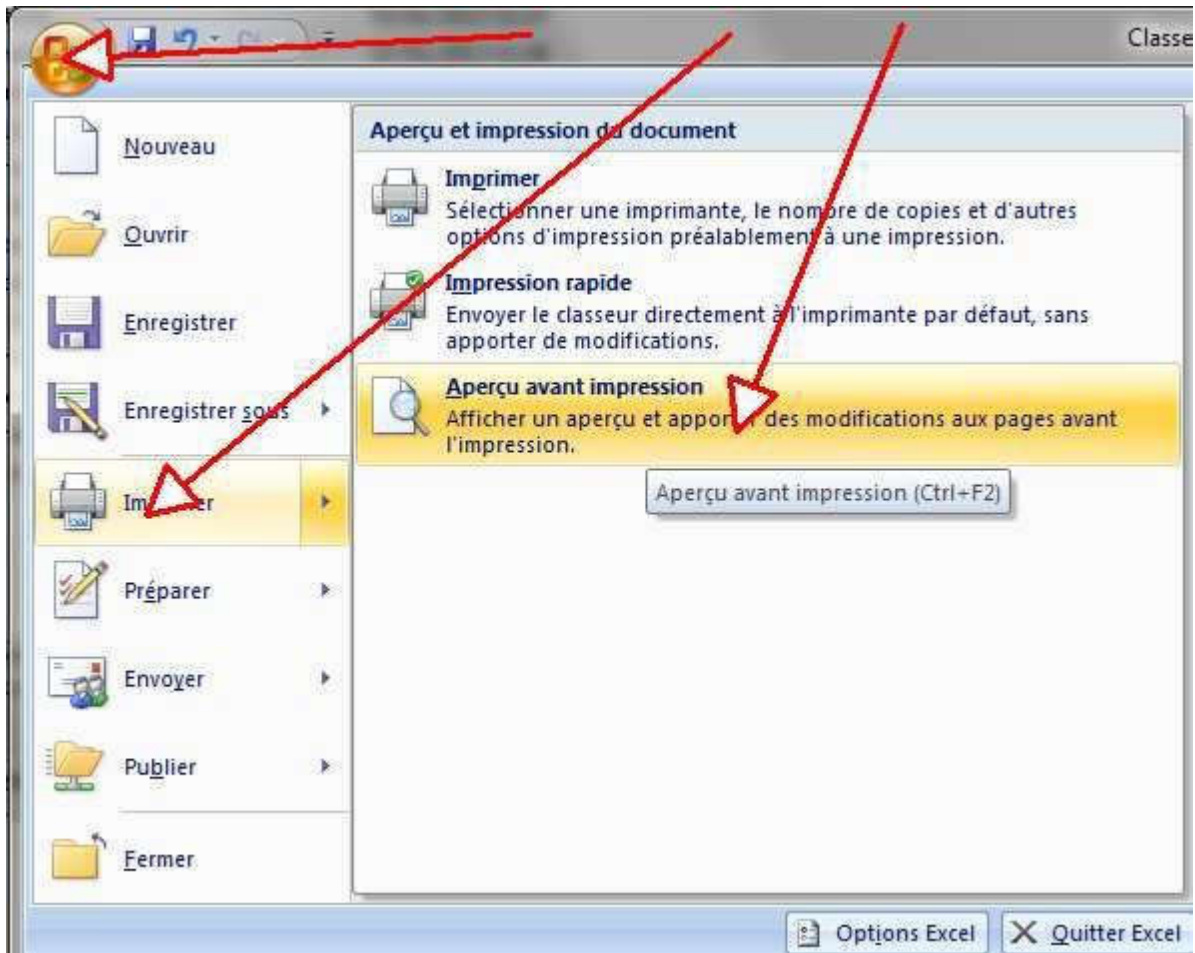 Classe
Nouveau
Ouvrir
Enregistrer
Enregistrer sous
Préparer
Envoyer
Publier
Fermer
Aperçu et impression du document
Imprimer
Sélectionner une imprimante, le nombre de copies et d'autres
options d'impression préalablement à une impression.
Impression rapide
Envoyer le classeur directement à l'imprimante par défaut, sans
apporter de modifications.
Aperçu avant impression
Afficher un aperçu et apporter des modifications aux pages avant
l'impression.
Aperçu avant impression (Ctrl+F2)
Options Excel
Quitter Excel